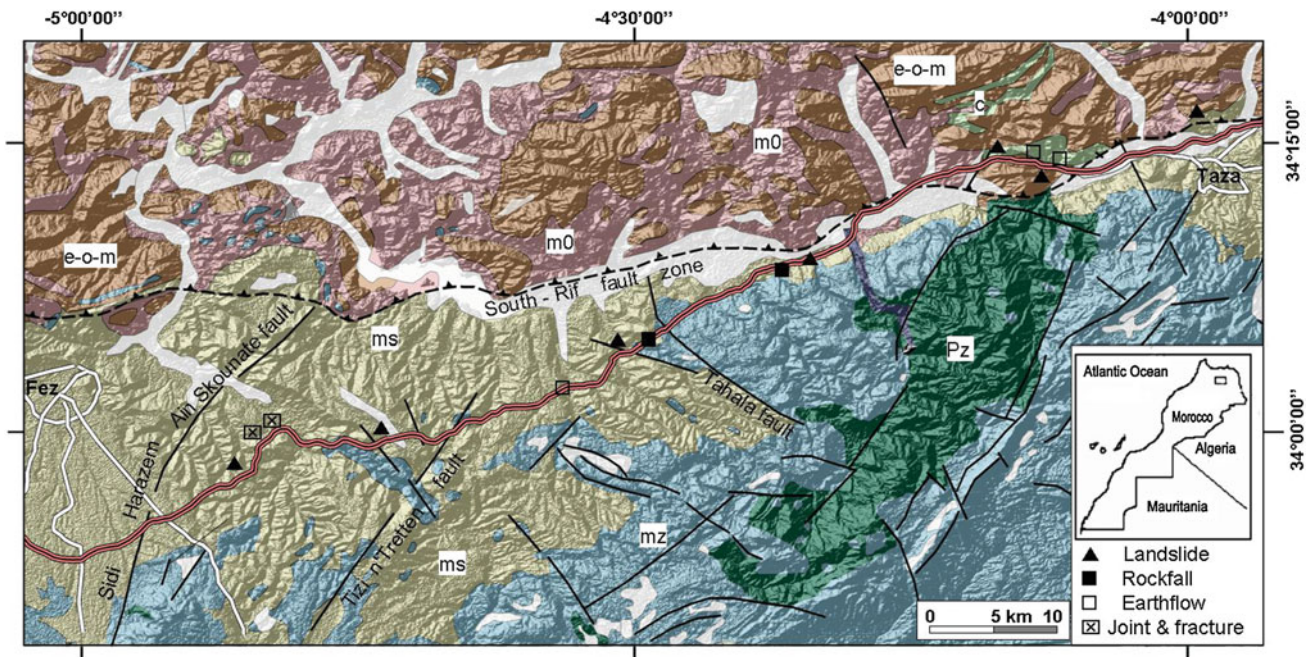 -5°00'00''
-4°30'00''
-4°00'00''
e-o-m
c
m0
34°15'00''
Taza
e-o-m
m0
South - Rif fault zone
Ain Skounate fault
ms
Pz
Fez
Tahala fault
34°00'00''
Harazem
Sidi
Tizi n'Tretten fault
ms
mz
Atlantic Ocean
Morocco
Algeria
Mauritania
Landslide
Rockfall
Earthflow
Joint & fracture
0 5 km 10